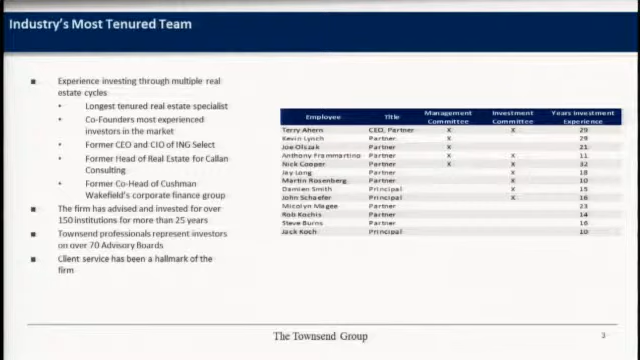 Industry's Most Tenured Team
■ Experience investing through multiple real
estate cycles
• Longest tenured real estate specialist
• Co-Founders most experienced
investors in the market
• Former CEO and CIO of ING Select
• Former Head of Real Estate for Callan
Consulting
• Former Co-Head of Cushman
Wakefield's corporate finance group
■ The firm has advised and invested for over
150 institutions for more than 25 years
■ Townsend professionals represent investors
on over 70 Advisory Boards
■ Client service has been a hallmark of the
firm
Employee Title Management Committee Investment Committee Years Investment Experience
Terry Ahern CEO, Partner X X 29
Kevin Lynch Partner X 29
Joe Olszak Partner X 21
Anthony Frammartino Partner X X 11
Nick Cooper Partner X X 32
Jay Long Partner X 18
Martin Rosenberg Partner X 10
Damien Smith Principal X 15
John Schaefer Principal X 16
Micolyn Magee Partner 23
Rob Kochis Partner 14
Steve Burns Partner 16
Jack Koch Principal 10
The Townsend Group
3